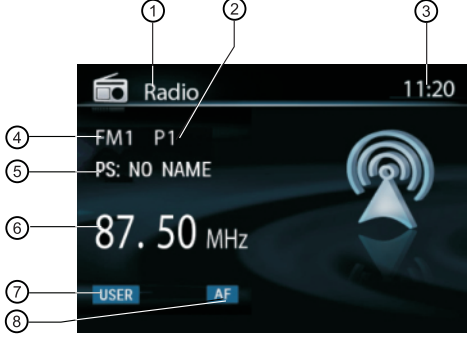 1 2 3
Radio 11:20
4 FM1 P1
5 PS: NO NAME
6 87. 50 MHz
7 USER AF
8